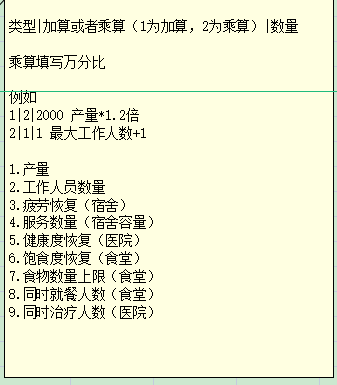 类型|加算或者乘算（1为加算，2为乘算）|数量
乘算填写万分比
例如
1|2|2000 产量*1.2倍
2|1|1 最大工作人数+1
1.产量
2.工作人员数量
3.疲劳恢复（宿舍）
4.服务数量（宿舍容量）
5.健康度恢复（医院）
6.饱食度恢复（食堂）
7.食物数量上限（食堂）
8.同时就餐人数（食堂）
9.同时治疗人数（医院）